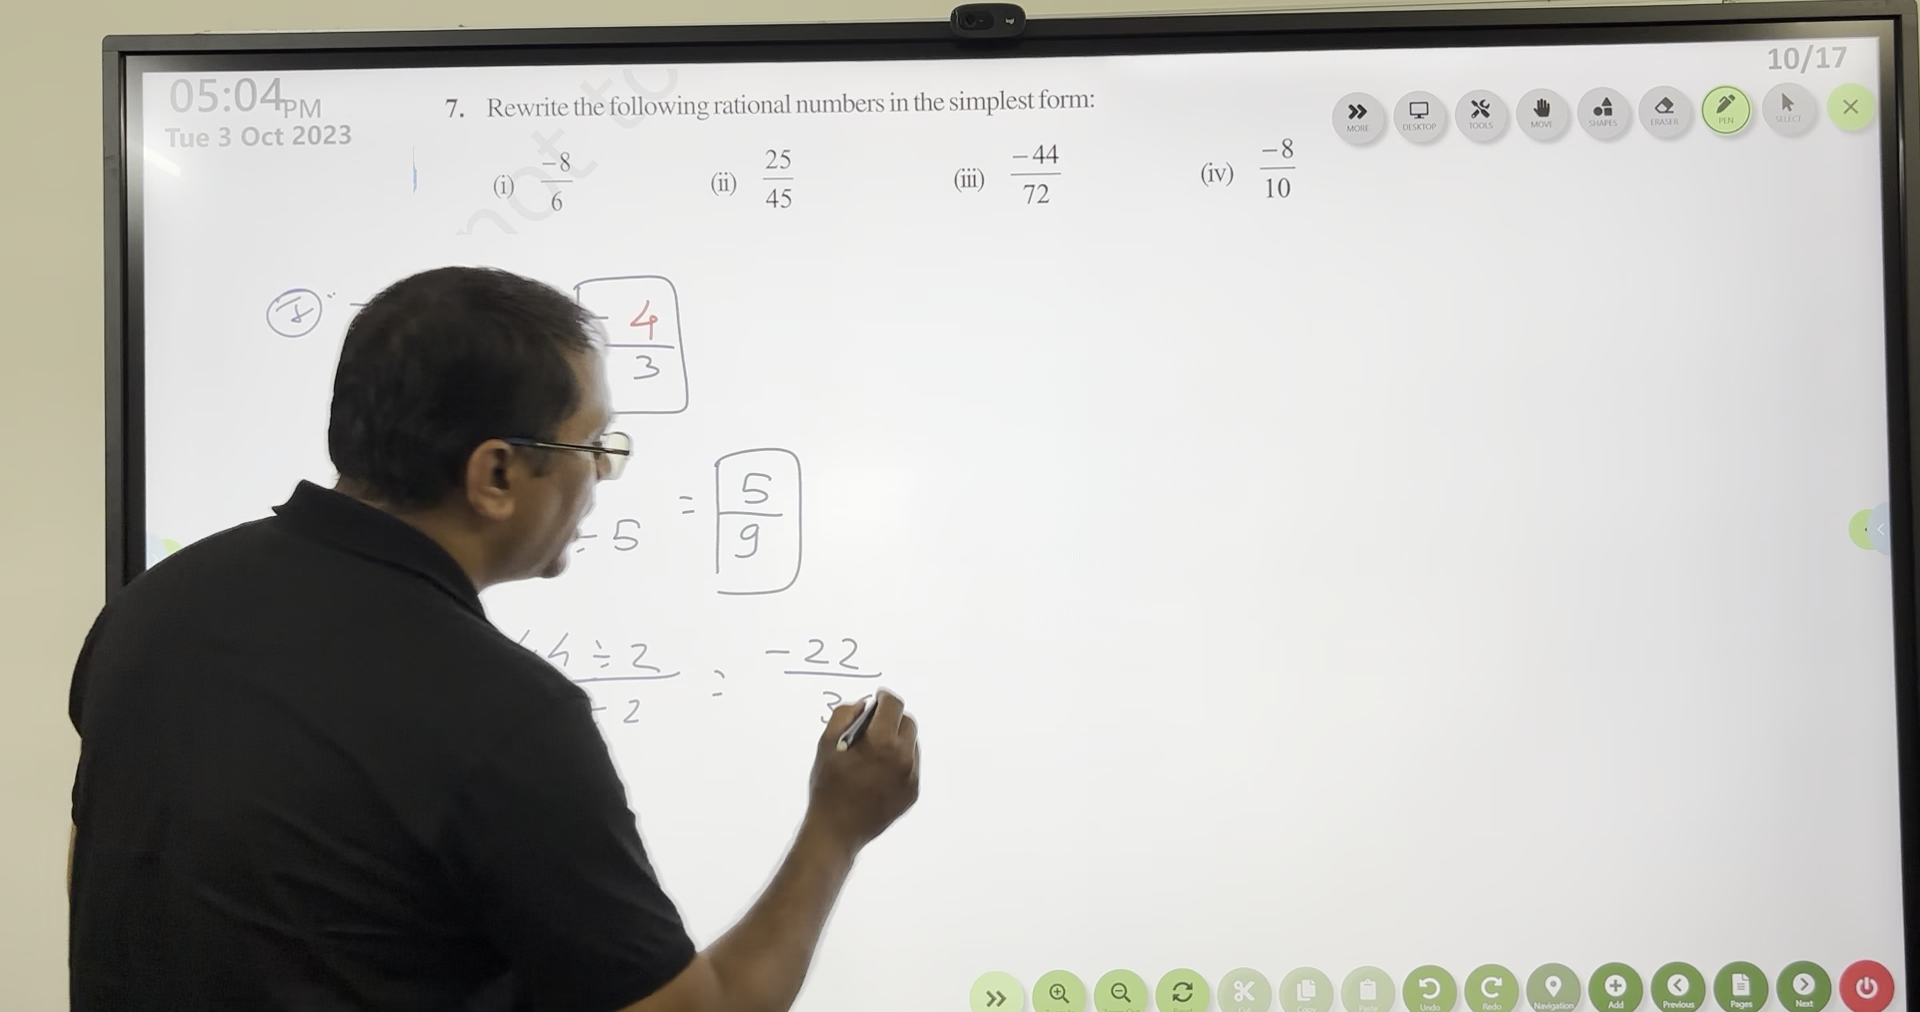 05:04PM
Tue 3 Oct 2023
10/17
7. Rewrite the following rational numbers in the simplest form:
(i) -8/6 (ii) 25/45 (iii) -44/72 (iv) -8/10
not to
MORE DESKTOP TOOLS MOVE SHAPES ERASER PEN SELECT
- 4
3
÷ 5 = 5/9
4 ÷ 2 = -22
÷ 2 3
Undo Redo Navigation Add Previous Pages Next